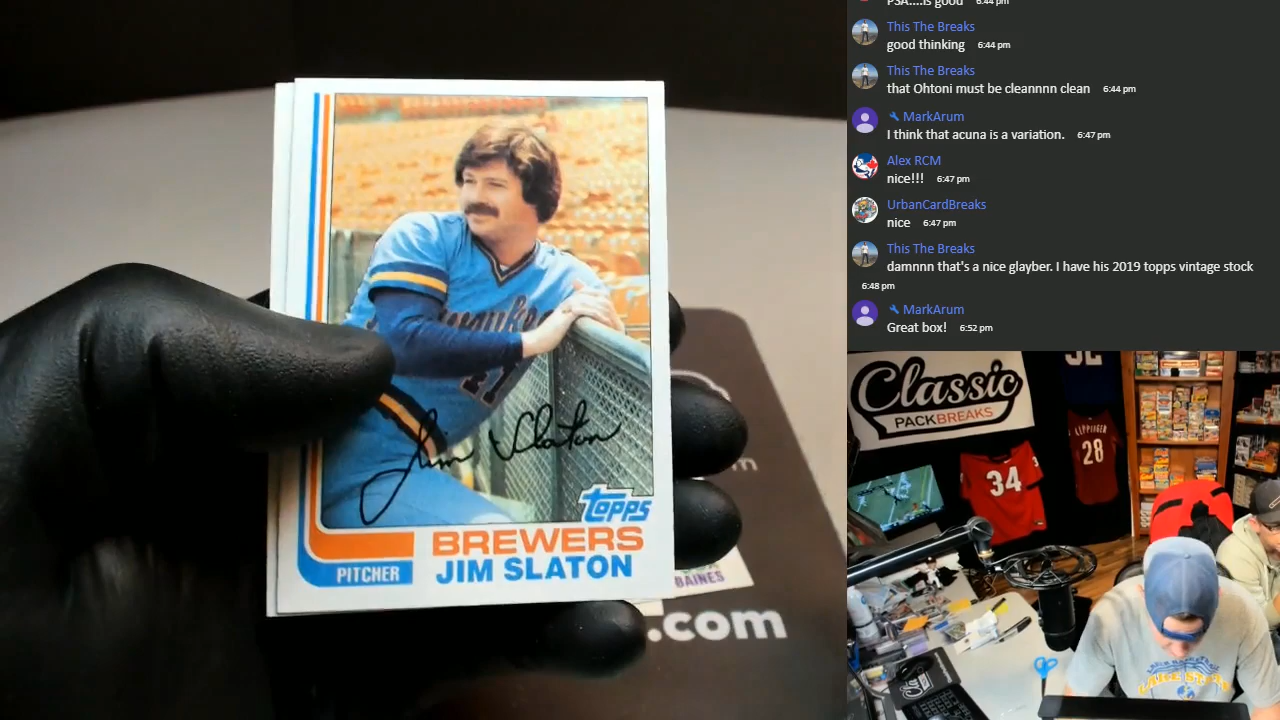 PSA....is good 6:44 pm
This The Breaks
good thinking 6:44 pm
This The Breaks
that Ohtoni must be cleannnn clean 6:44 pm
MarkArum
I think that acuna is a variation. 6:47 pm
Alex RCM
nice!!! 6:47 pm
UrbanCardBreaks
nice 6:47 pm
This The Breaks
damnnn that's a nice glayber. I have his 2019 topps vintage stock
6:48 pm
MarkArum
Great box! 6:52 pm
Jim Slaton
topps
BREWERS
PITCHER
JIM SLATON
BAINES
.com
Classic
PACKBREAKS
34
LIPPINGER
28
LAKE